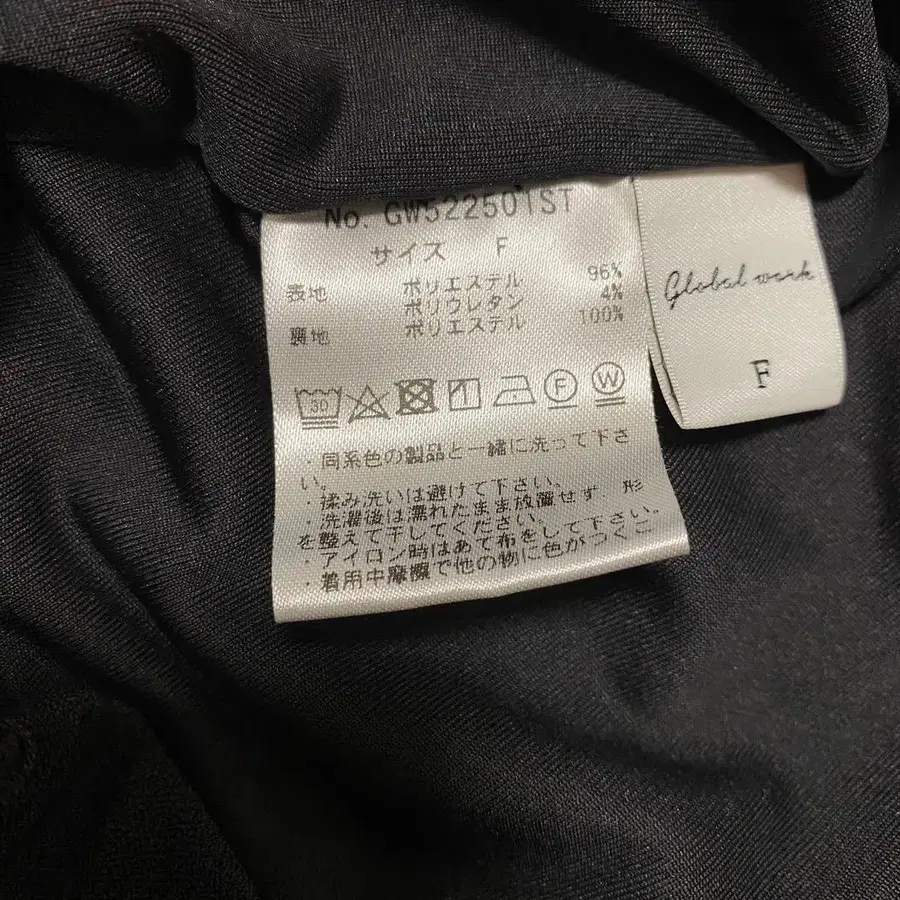 No. GW522501ST
サイズ F
表地 ポリエステル 96%
ポリウレタン 4%
裏地 ポリエステル 100%
30
F
W
・同系色の製品と一緒に洗って下さ
い。
・揉み洗いは避けて下さい。
・洗濯後は濡れたまま放置せず、形
を整えて干してください。
・アイロン時はあて布をして下さい。
・着用中摩擦で他の物に色がつくこ
Global work
F